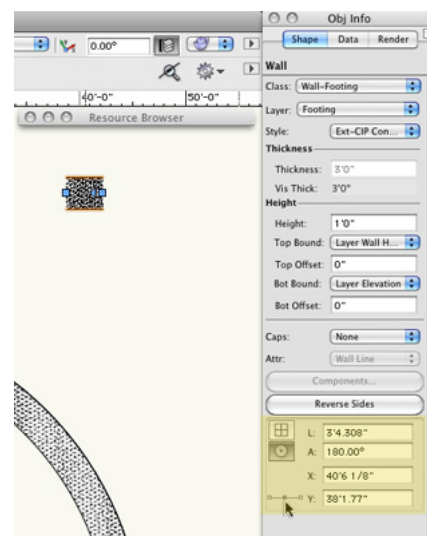 Obj Info
0.00°
Shape Data Render
Wall
Class: Wall-Footing
Layer: Footing
Style: Ext-CIP Con...
Thickness
Thickness: 3'0"
Vis Thick: 3'0"
Height
Height: 1'0"
Top Bound: Layer Wall H...
Top Offset: 0"
Bot Bound: Layer Elevation
Bot Offset: 0"
Caps: None
Attr: Wall Line
Components...
Reverse Sides
L: 3'4.308"
A: 180.00°
X: 40'6 1/8"
Y: 38'1.77"
40'-0" 50'-0"
Resource Browser